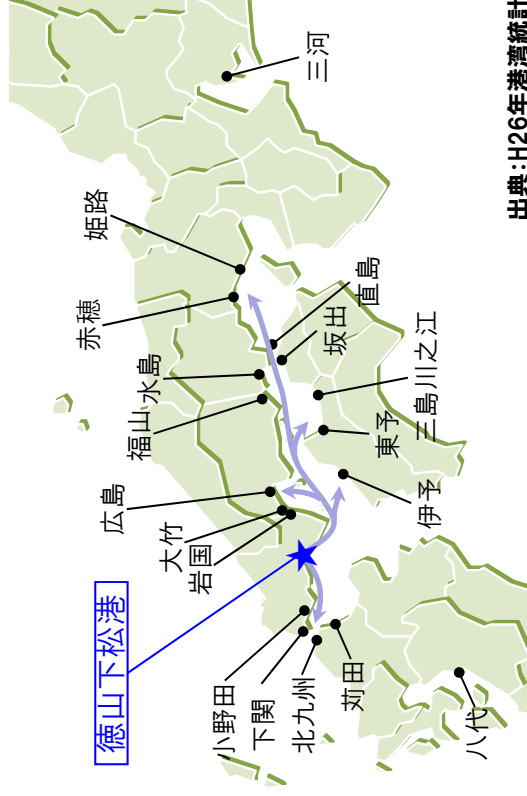 徳山下松港
小野田
下関
北九州
苅田
八代
岩国
大竹
広島
伊予
東予
三島川之江
福山
水島
坂出
直島
赤穂
姫路
三河
出典:H26年港湾統計